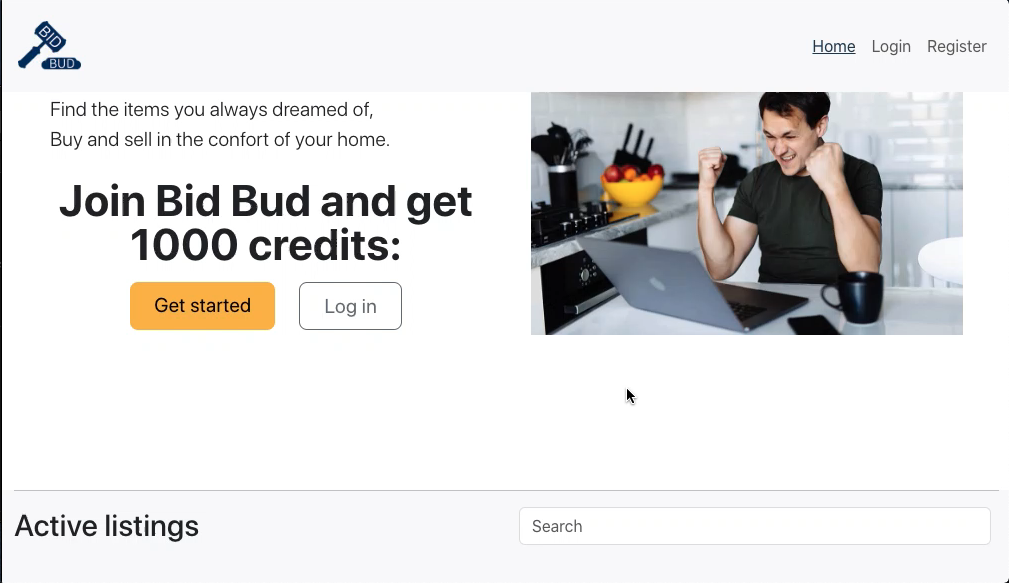 BID
BUD
Home Login Register
Find the items you always dreamed of,
Buy and sell in the confort of your home.
Join Bid Bud and get
1000 credits:
Get started Log in
Active listings
Search